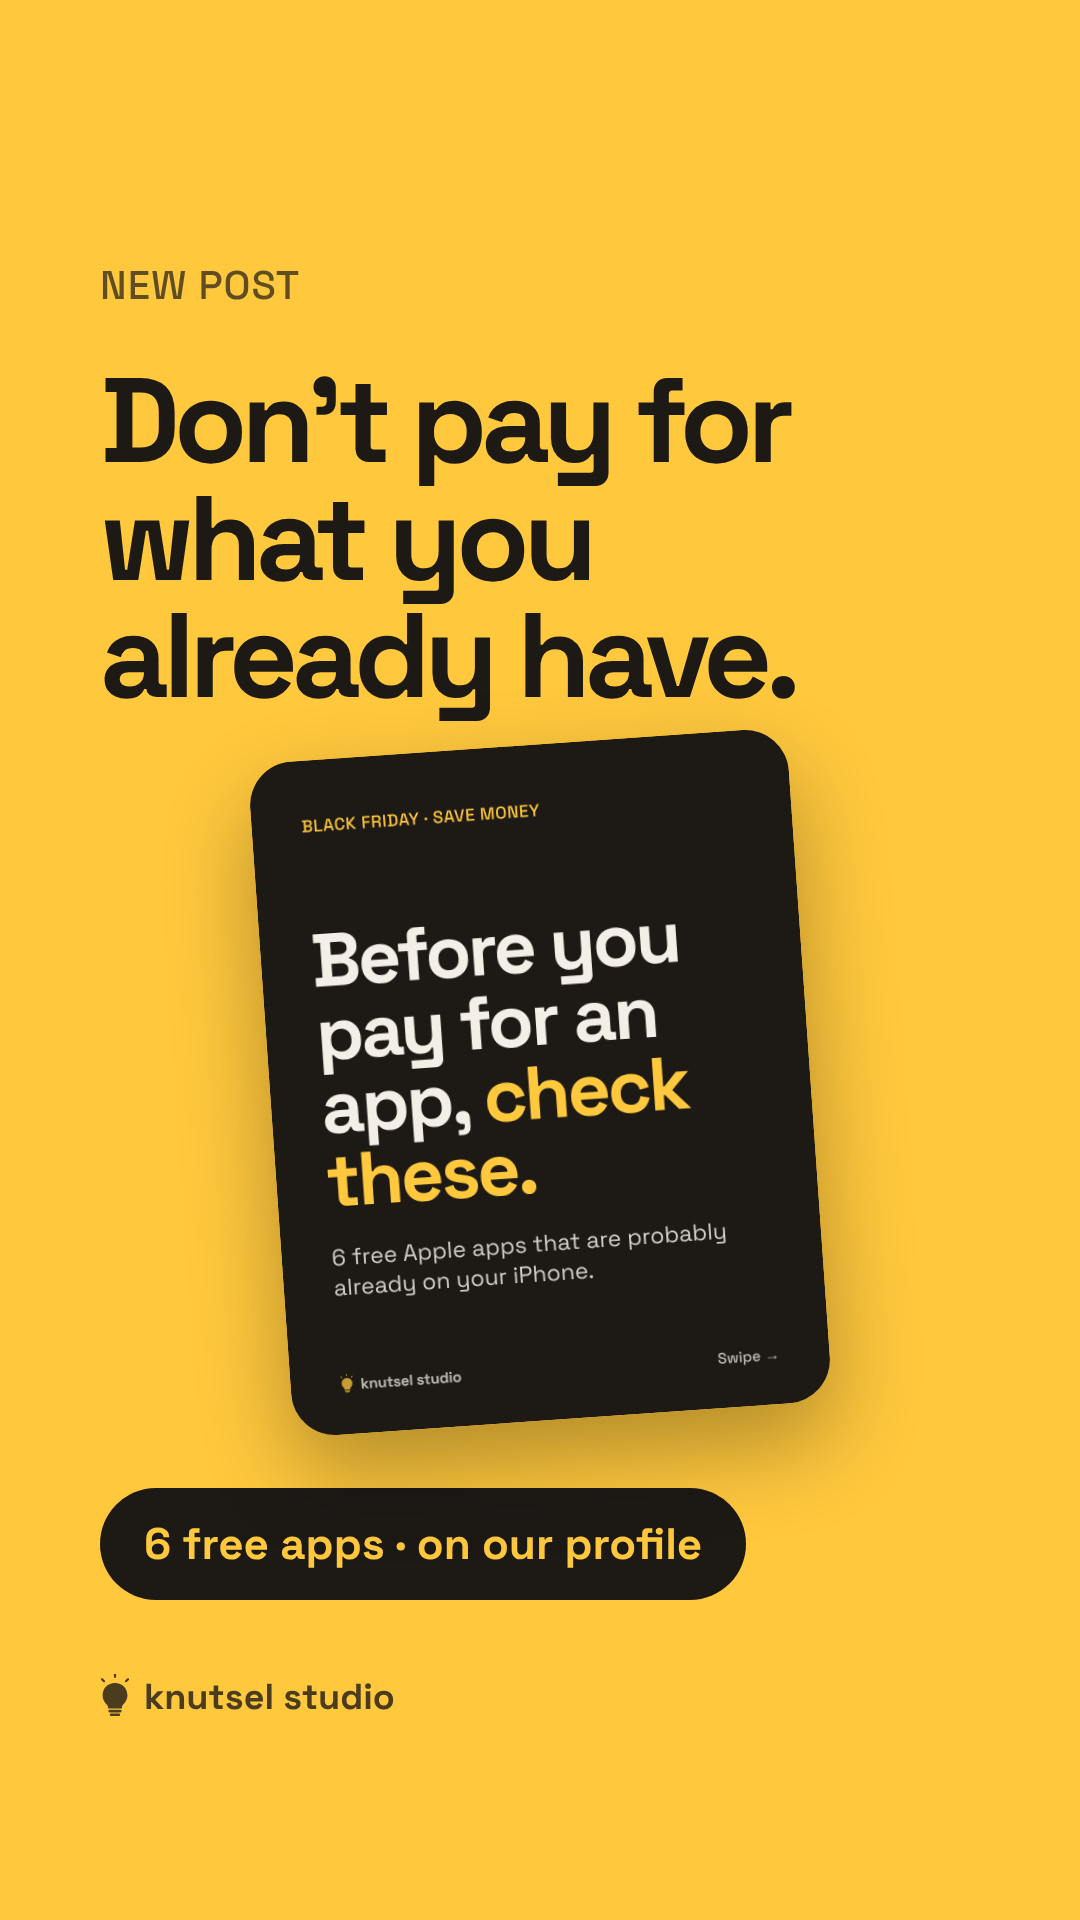 NEW POST
Don’t pay for
what you
already have.
BLACK FRIDAY · SAVE MONEY
Before you
pay for an
app, check
these.
6 free Apple apps that are probably
already on your iPhone.
knutsel studio
Swipe →
6 free apps · on our profile
knutsel studio